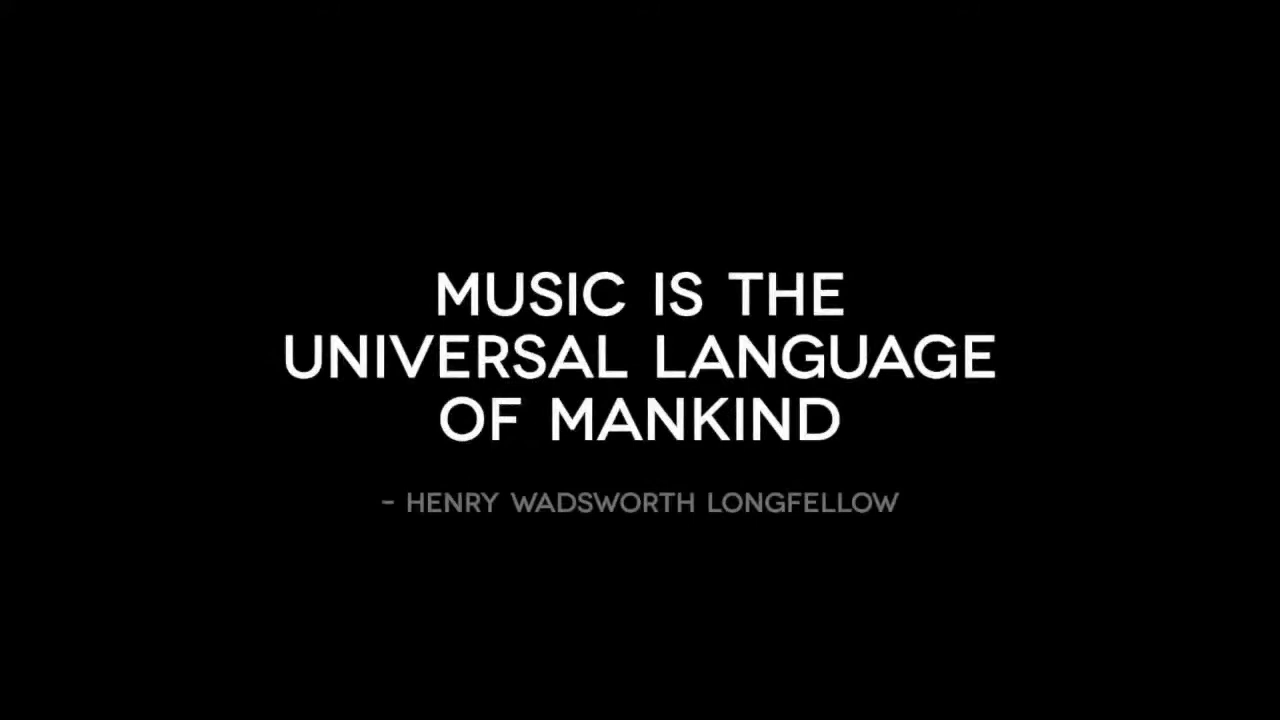 MUSIC IS THE
UNIVERSAL LANGUAGE
OF MANKIND
- HENRY WADSWORTH LONGFELLOW